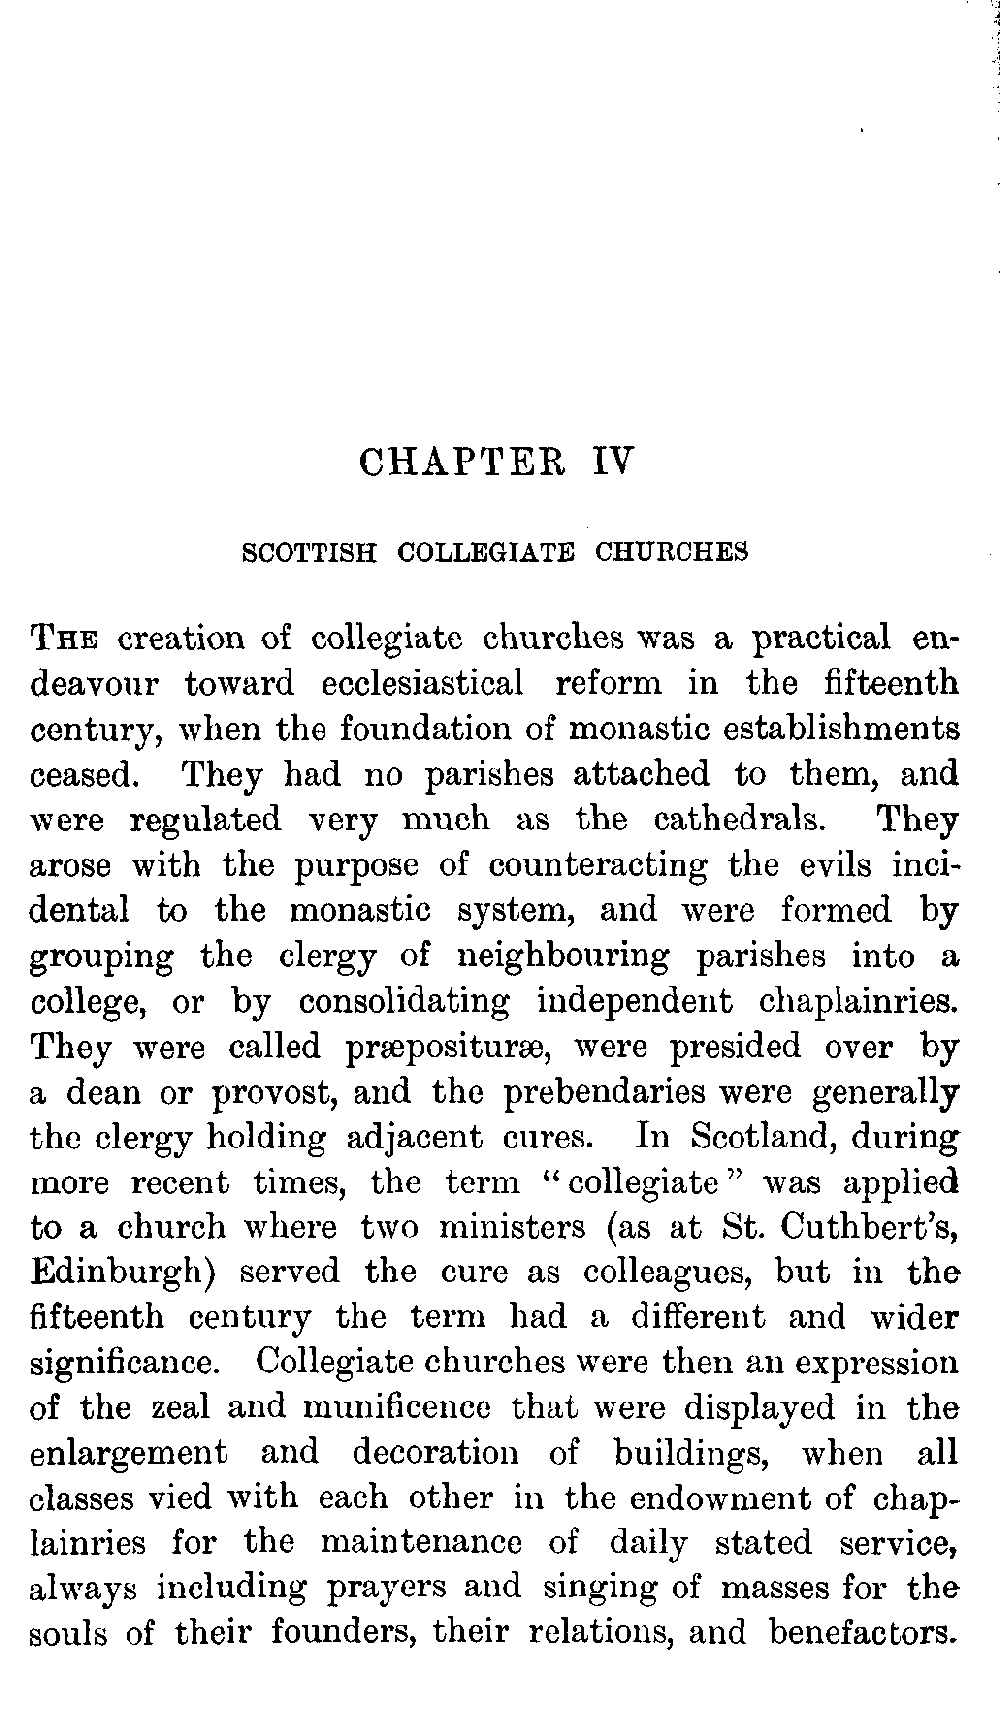 CHAPTER IV
SCOTTISH COLLEGIATE CHURCHES
THE creation of collegiate churches was a practical en-
deavour toward ecclesiastical reform in the fifteenth
century, when the foundation of monastic establishments
ceased. They had no parishes attached to them, and
were regulated very much as the cathedrals. They
arose with the purpose of counteracting the evils inci-
dental to the monastic system, and were formed by
grouping the clergy of neighbouring parishes into a
college, or by consolidating independent chaplainries.
They were called præposituræ, were presided over by
a dean or provost, and the prebendaries were generally
the clergy holding adjacent cures. In Scotland, during
more recent times, the term “collegiate” was applied
to a church where two ministers (as at St. Cuthbert’s,
Edinburgh) served the cure as colleagues, but in the
fifteenth century the term had a different and wider
significance. Collegiate churches were then an expression
of the zeal and munificence that were displayed in the
enlargement and decoration of buildings, when all
classes vied with each other in the endowment of chap-
lainries for the maintenance of daily stated service,
always including prayers and singing of masses for the
souls of their founders, their relations, and benefactors.